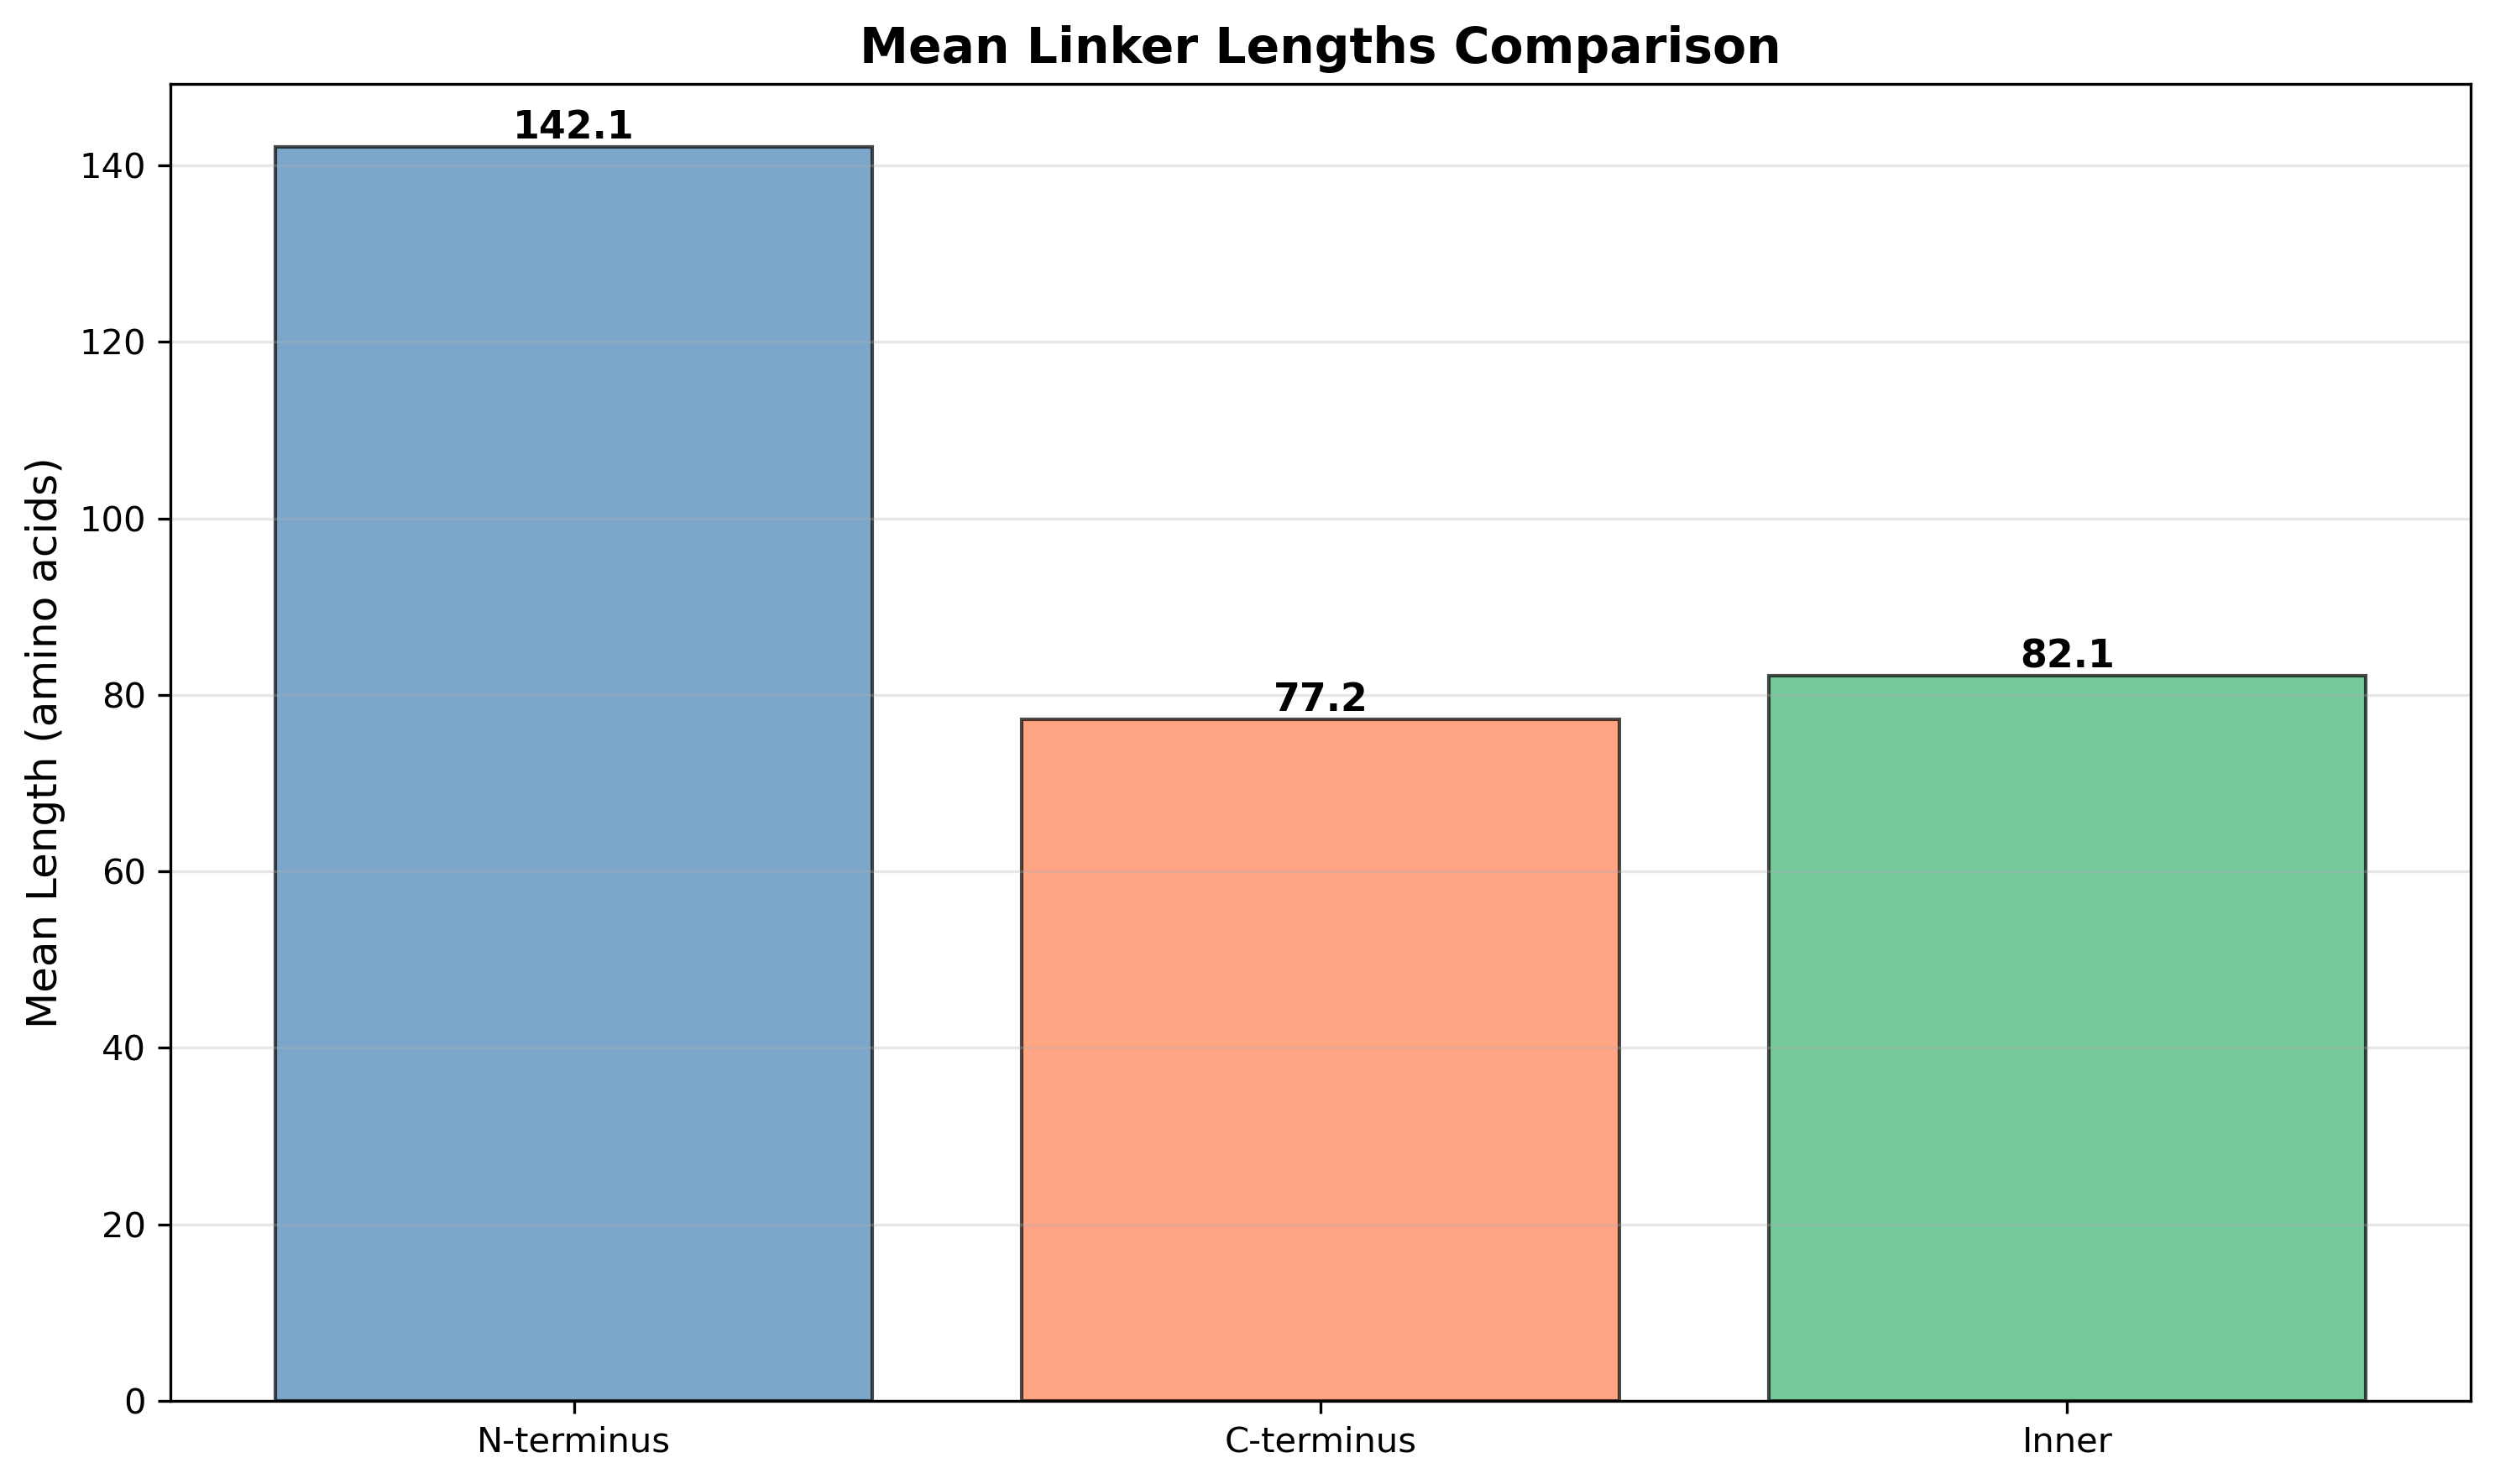 Mean Linker Lengths Comparison
Mean Length (amino acids)
140
120
100
80
60
40
20
0
142.1
77.2
82.1
N-terminus
C-terminus
Inner